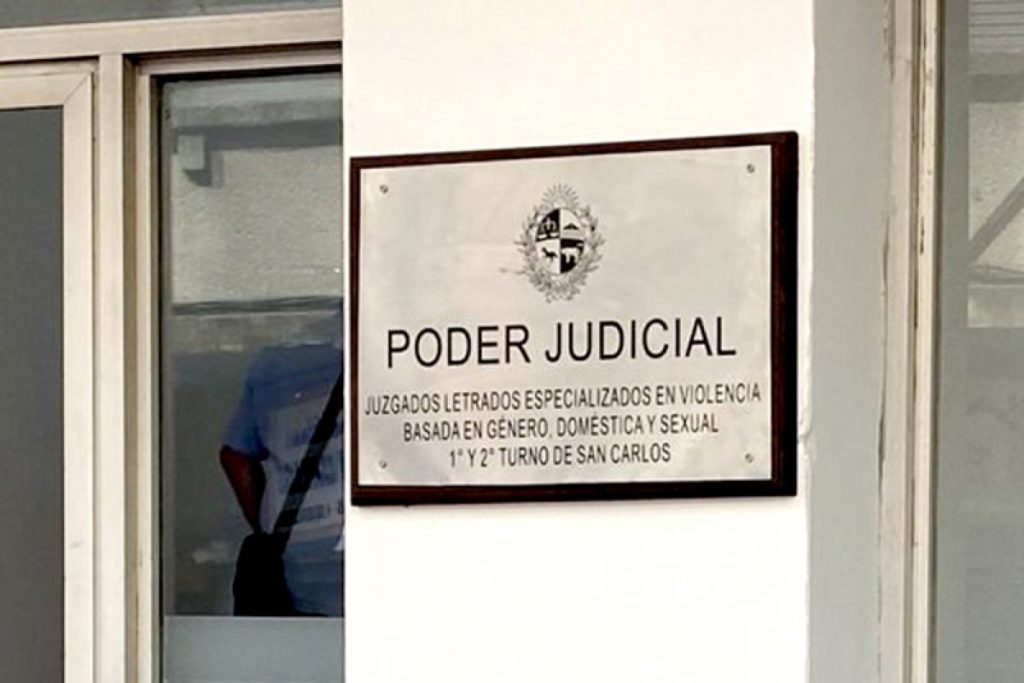 PODER JUDICIAL
JUZGADOS LETRADOS ESPECIALIZADOS EN VIOLENCIA
BASADA EN GÉNERO, DOMÉSTICA Y SEXUAL
1° Y 2° TURNO DE SAN CARLOS